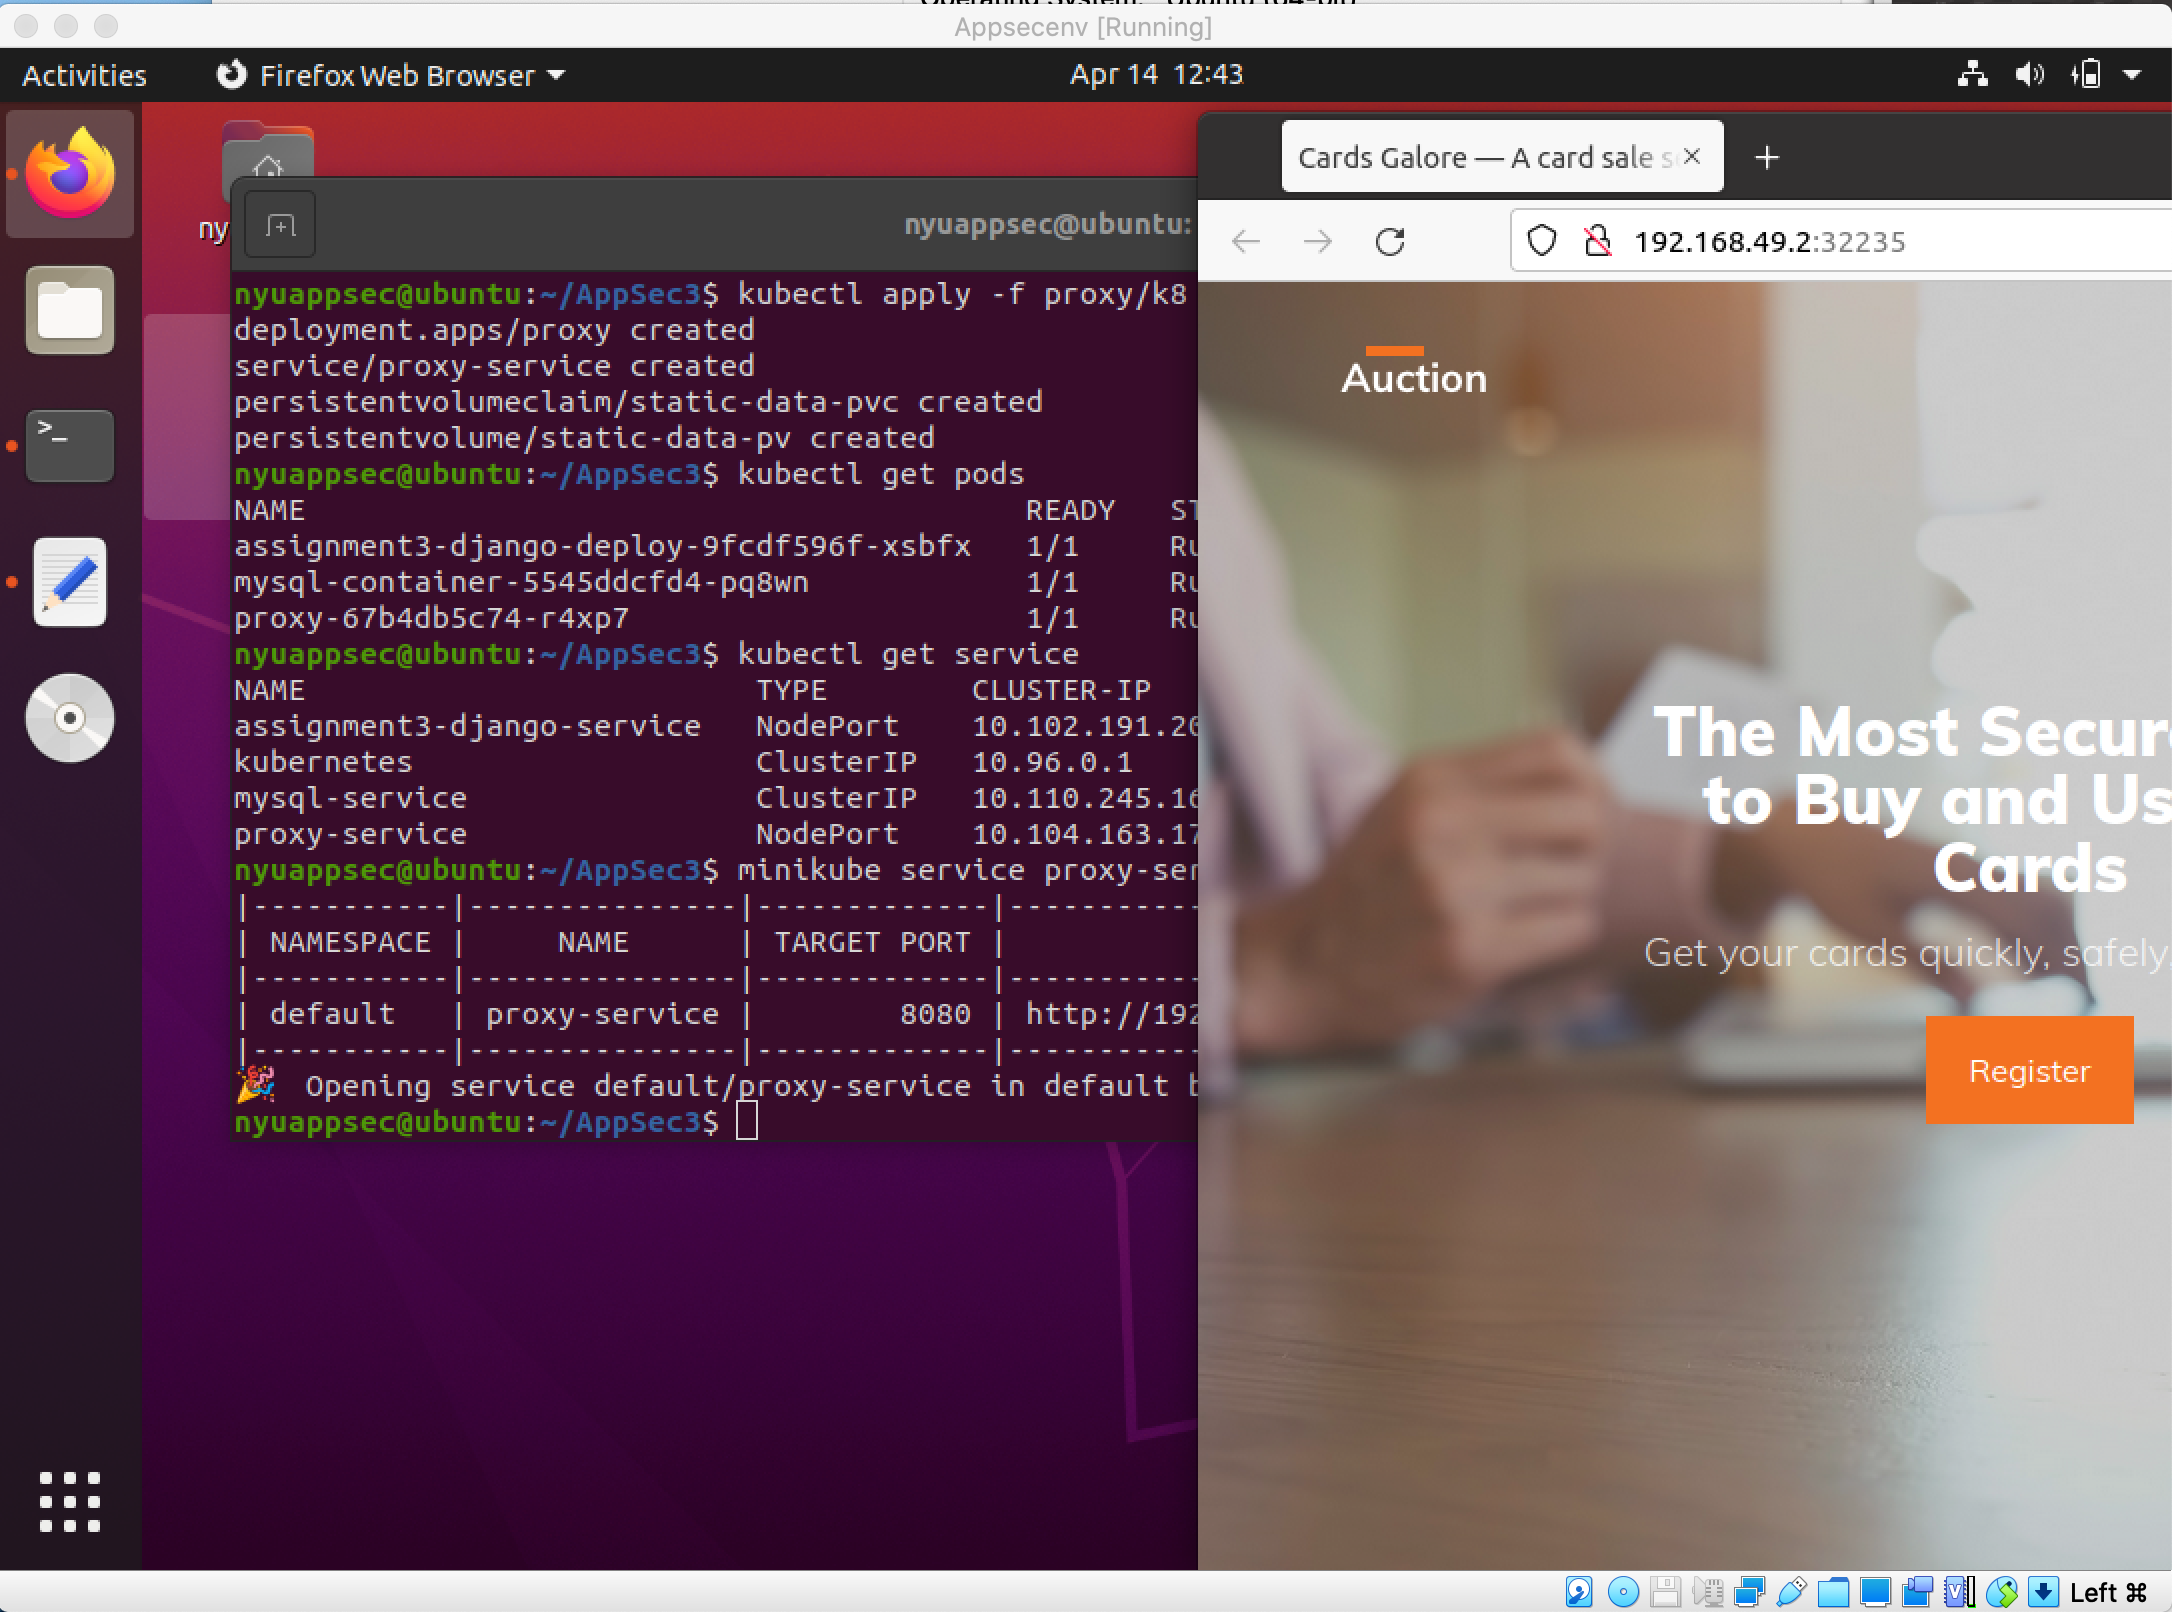 Appsecenv [Running]
Activities
Firefox Web Browser
Apr 14 12:43
ny
nyuappsec@ubuntu:
nyuappsec@ubuntu:~/AppSec3$ kubectl apply -f proxy/k8
deployment.apps/proxy created
service/proxy-service created
persistentvolumeclaim/static-data-pvc created
persistentvolume/static-data-pv created
nyuappsec@ubuntu:~/AppSec3$ kubectl get pods
NAME READY ST
assignment3-django-deploy-9fcdf596f-xsbfx 1/1 Ru
mysql-container-5545ddcfd4-pq8wn 1/1 Ru
proxy-67b4db5c74-r4xp7 1/1 Ru
nyuappsec@ubuntu:~/AppSec3$ kubectl get service
NAME TYPE CLUSTER-IP
assignment3-django-service NodePort 10.102.191.20
kubernetes ClusterIP 10.96.0.1
mysql-service ClusterIP 10.110.245.16
proxy-service NodePort 10.104.163.17
nyuappsec@ubuntu:~/AppSec3$ minikube service proxy-ser
|-----------|---------------|-------------|-----------
| NAMESPACE | NAME | TARGET PORT |
|-----------|---------------|-------------|-----------
| default | proxy-service | 8080 | http://192
|-----------|---------------|-------------|-----------
🎉 Opening service default/proxy-service in default b
nyuappsec@ubuntu:~/AppSec3$
Cards Galore — A card sale s
192.168.49.2:32235
Auction
The Most Secur
to Buy and Us
Cards
Get your cards quickly, safely,
Register
Left ⌘